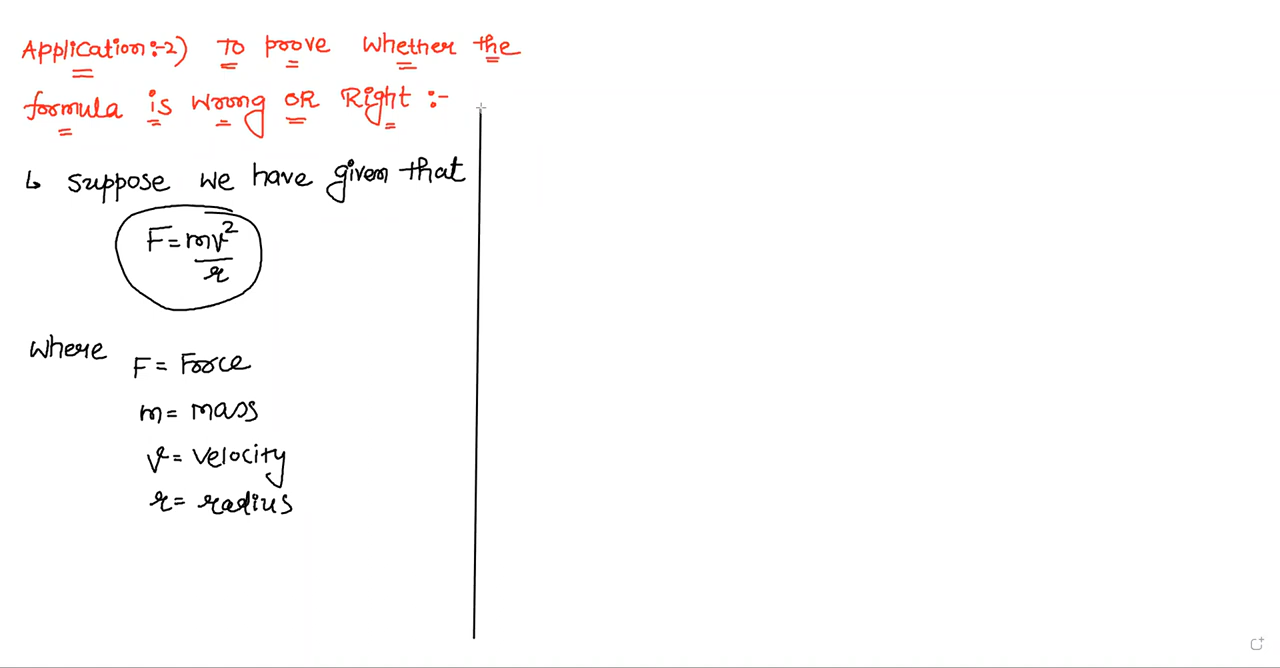 Application:-2) To prove whether the
formula is wrong OR Right :-
↳ suppose we have given that
F = mv²/r
where
F = Force
m = mass
v = velocity
r = radius